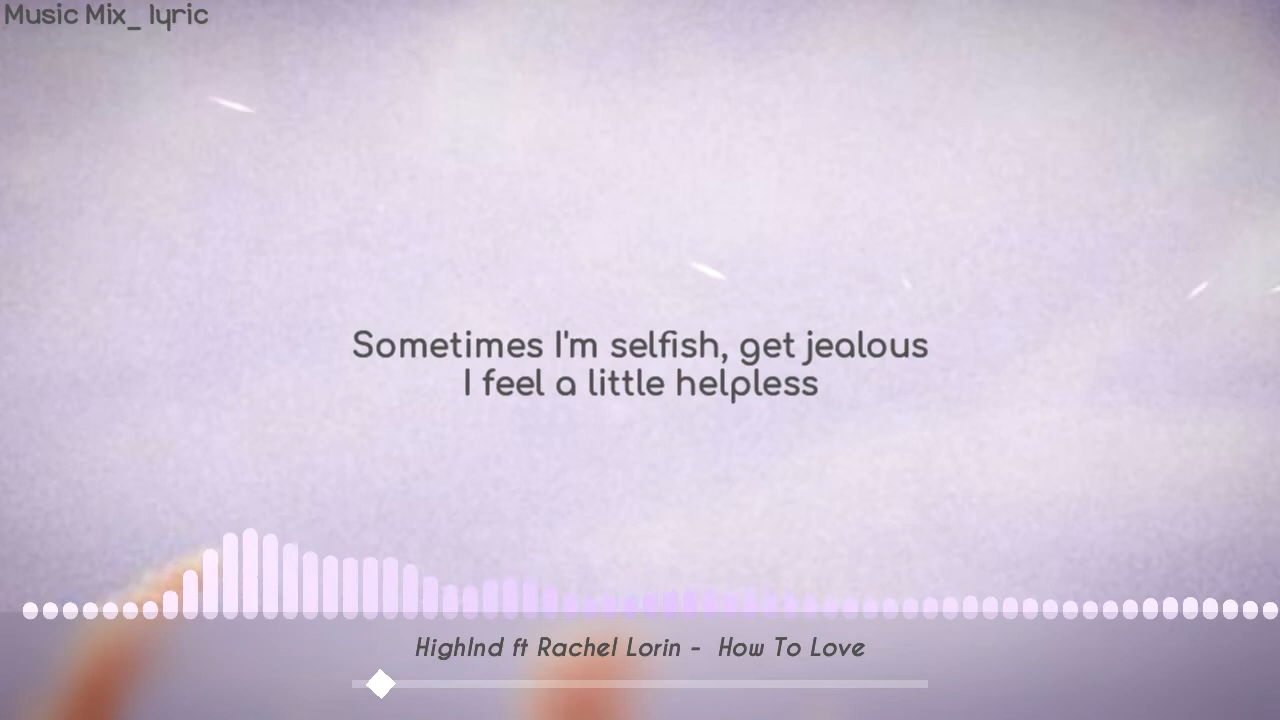 Music Mix_ lyric
Sometimes I'm selfish, get jealous
I feel a little helpless
Highlnd ft Rachel Lorin - How To Love